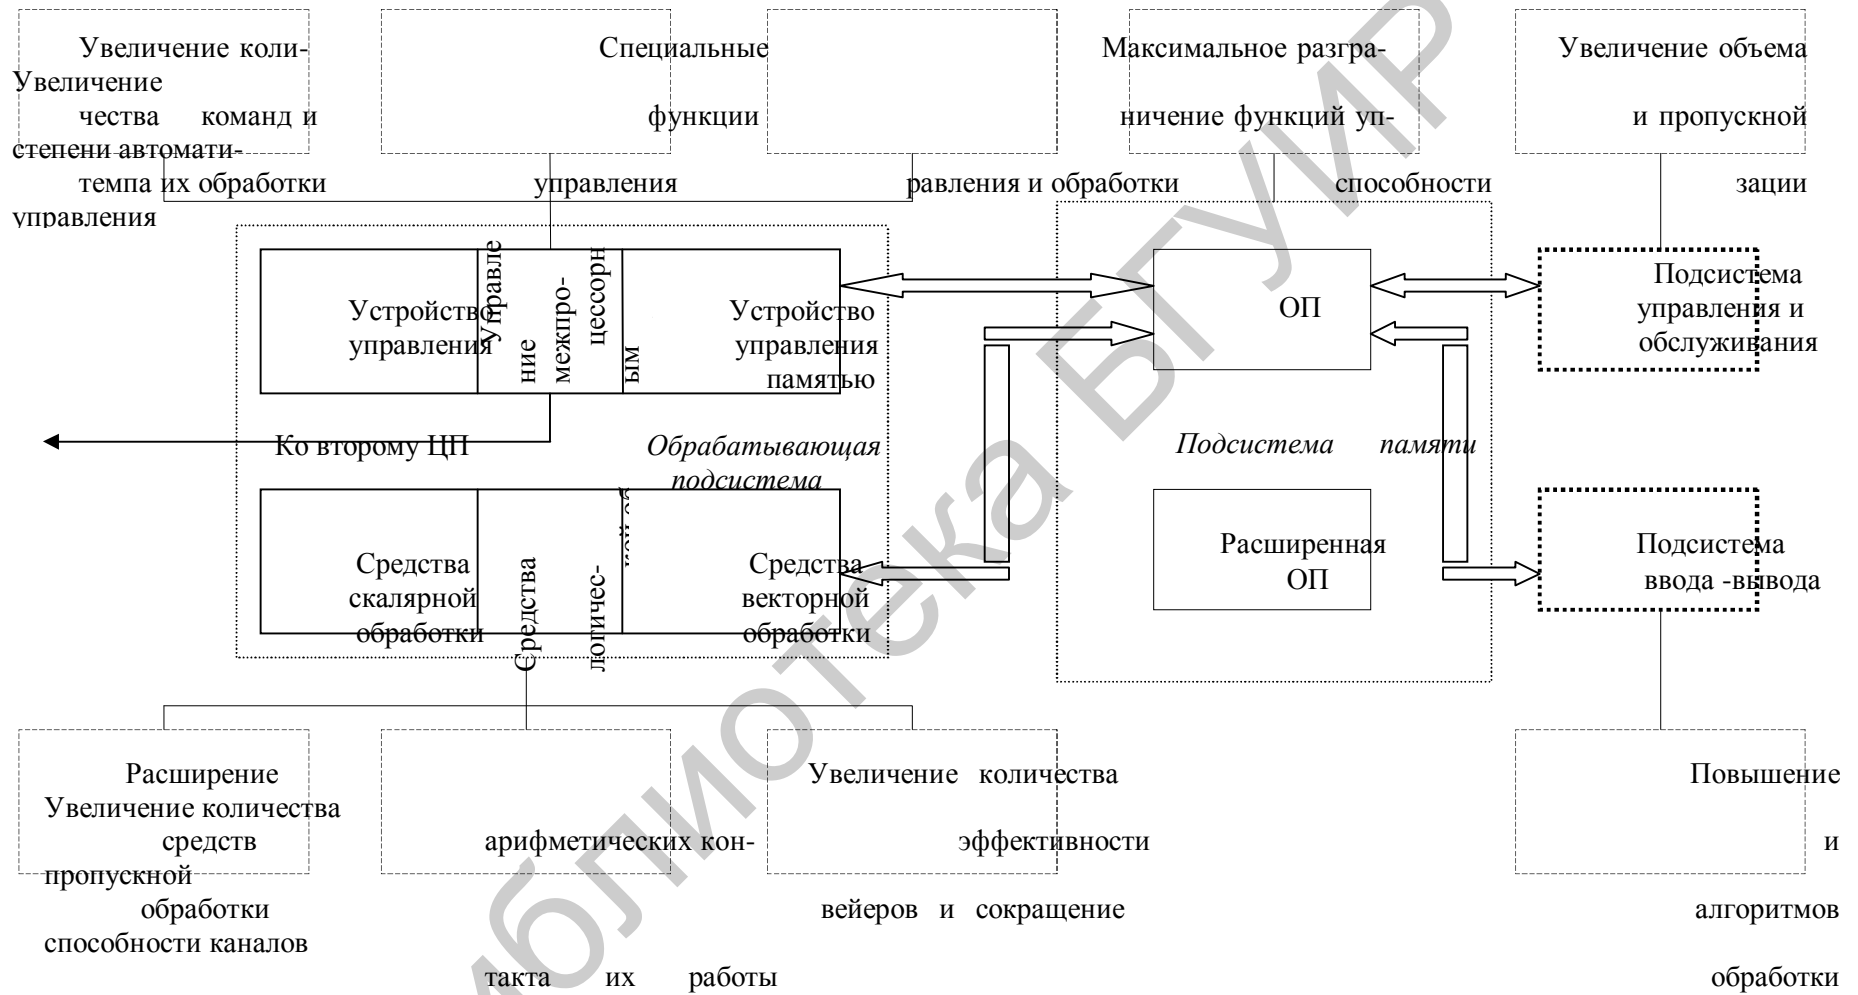 Увеличение коли- Специальные Максимальное разгра- Увеличение объема
Увеличение
чества команд и функции ничение функций уп- и пропускной
степени автомати-
темпа их обработки управления равления и обработки способности зации
управления
Устройство
управления
Управле
ние
межпро-
цессорн
ым
Устройство
управления
памятью
ОП
Подсистема
управления и
обслуживания
Ко второму ЦП
Обрабатывающая
подсистема
Подсистема памяти
Средства
скалярной
обработки
Средства
логичес-
Средства
векторной
обработки
Расширенная
ОП
Подсистема
ввода -вывода
Расширение Увеличение количества Повышение
Увеличение количества
средств арифметических кон- эффективности и
пропускной
обработки вейеров и сокращение алгоритмов
способности каналов
такта их работы обработки
блиотека БГУИР